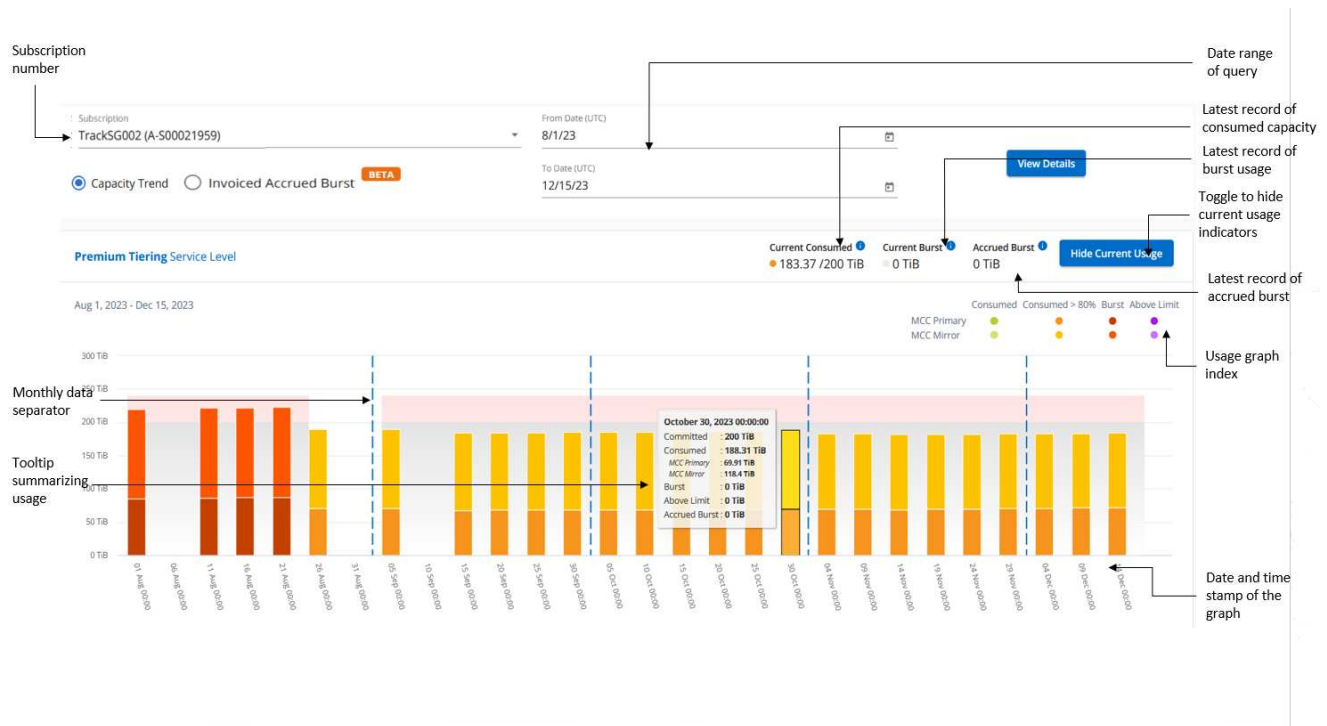 Subscription
number
Date range
of query
Latest record of
consumed capacity
Latest record of
burst usage
Toggle to hide
current usage
indicators
Latest record of
accrued burst
Usage graph
index
Subscription
TrackSG002 (A-S00021959)
From Date (UTC)
8/1/23
To Date (UTC)
12/15/23
View Details
Capacity Trend
Invoiced Accrued Burst
BETA
Premium Tiering Service Level
Current Consumed
183.37 /200 TiB
Current Burst
0 TiB
Accrued Burst
0 TiB
Hide Current Usage
Aug 1, 2023 - Dec 15, 2023
Consumed Consumed > 80% Burst Above Limit
MCC Primary
MCC Mirror
Monthly data
separator
Tooltip
summarizing
usage
300 TiB
250 TiB
200 TiB
150 TiB
100 TiB
50 TiB
0 TiB
October 30, 2023 00:00:00
Committed : 200 TiB
Consumed : 188.31 TiB
MCC Primary : 69.91 TiB
MCC Mirror : 118.4 TiB
Burst : 0 TiB
Above Limit : 0 TiB
Accrued Burst : 0 TiB
01 Aug 00:00
06 Aug 00:00
11 Aug 00:00
16 Aug 00:00
21 Aug 00:00
26 Aug 00:00
31 Aug 00:00
05 Sep 00:00
10 Sep 00:00
15 Sep 00:00
20 Sep 00:00
25 Sep 00:00
30 Sep 00:00
05 Oct 00:00
10 Oct 00:00
15 Oct 00:00
20 Oct 00:00
25 Oct 00:00
30 Oct 00:00
04 Nov 00:00
09 Nov 00:00
14 Nov 00:00
19 Nov 00:00
24 Nov 00:00
29 Nov 00:00
04 Dec 00:00
09 Dec 00:00
Dec 00:00
Date and time
stamp of the
graph